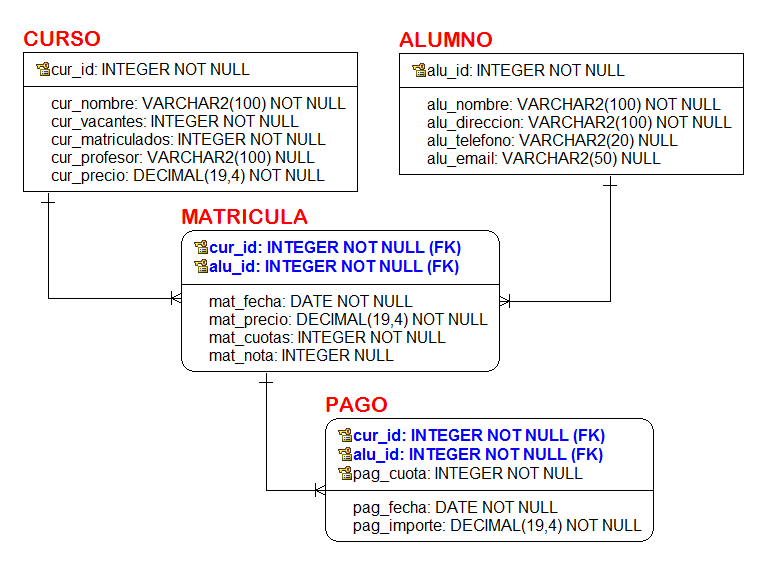 CURSO
cur_id: INTEGER NOT NULL
cur_nombre: VARCHAR2(100) NOT NULL
cur_vacantes: INTEGER NOT NULL
cur_matriculados: INTEGER NOT NULL
cur_profesor: VARCHAR2(100) NULL
cur_precio: DECIMAL(19,4) NOT NULL
ALUMNO
alu_id: INTEGER NOT NULL
alu_nombre: VARCHAR2(100) NOT NULL
alu_direccion: VARCHAR2(100) NOT NULL
alu_telefono: VARCHAR2(20) NULL
alu_email: VARCHAR2(50) NULL
MATRICULA
cur_id: INTEGER NOT NULL (FK)
alu_id: INTEGER NOT NULL (FK)
mat_fecha: DATE NOT NULL
mat_precio: DECIMAL(19,4) NOT NULL
mat_cuotas: INTEGER NOT NULL
mat_nota: INTEGER NULL
PAGO
cur_id: INTEGER NOT NULL (FK)
alu_id: INTEGER NOT NULL (FK)
pag_cuota: INTEGER NOT NULL
pag_fecha: DATE NOT NULL
pag_importe: DECIMAL(19,4) NOT NULL